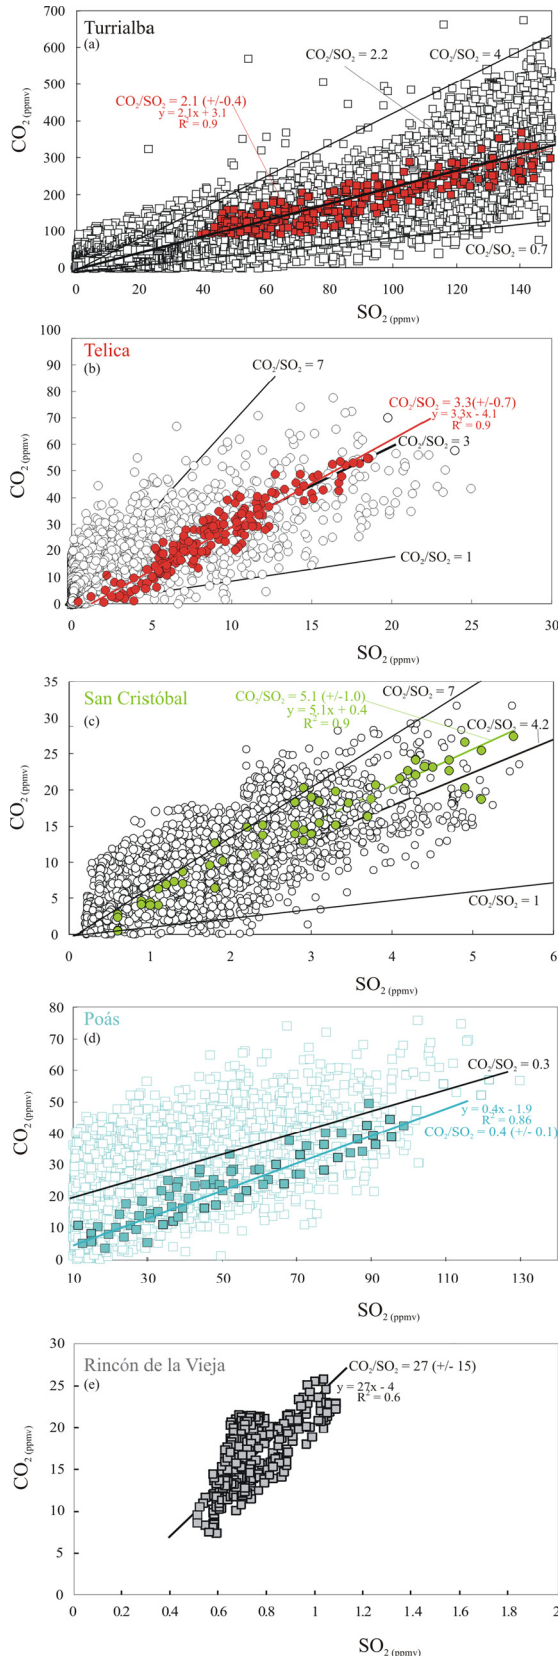 Turrialba
(a)
CO2/SO2 = 2.2
CO2/SO2 = 4
CO2/SO2 = 2.1 (+/-0.4)
y = 2.1x + 3.1
R2 = 0.9
CO2/SO2 = 0.7
CO2 (ppmv)
700
600
500
400
300
200
100
0
0 20 40 60 80 100 120 140
SO2 (ppmv)
Telica
(b)
CO2/SO2 = 7
CO2/SO2 = 3.3(+/-0.7)
y = 3.3x - 4.1
R2 = 0.9
CO2/SO2 = 3
CO2/SO2 = 1
CO2 (ppmv)
100
90
80
70
60
50
40
30
20
10
0
0 5 10 15 20 25 30
SO2 (ppmv)
San Cristóbal
(c)
CO2/SO2 = 7
CO2/SO2 = 5.1 (+/-1.0)
y = 5.1x + 0.4
R2 = 0.9
CO2/SO2 = 4.2
CO2/SO2 = 1
CO2 (ppmv)
35
30
25
20
15
10
5
0
0 1 2 3 4 5 6
SO2 (ppmv)
Poás
(d)
CO2/SO2 = 0.3
y = 0.4x - 1.9
R2 = 0.86
CO2/SO2 = 0.4 (+/- 0.1)
CO2 (ppmv)
80
70
60
50
40
30
20
10
0
10 30 50 70 90 110 130
SO2 (ppmv)
Rincón de la Vieja
(e)
CO2/SO2 = 27 (+/- 15)
y = 27x - 4
R2 = 0.6
CO2 (ppmv)
30
25
20
15
10
5
0
0 0.2 0.4 0.6 0.8 1 1.2 1.4 1.6 1.8 2
SO2 (ppmv)